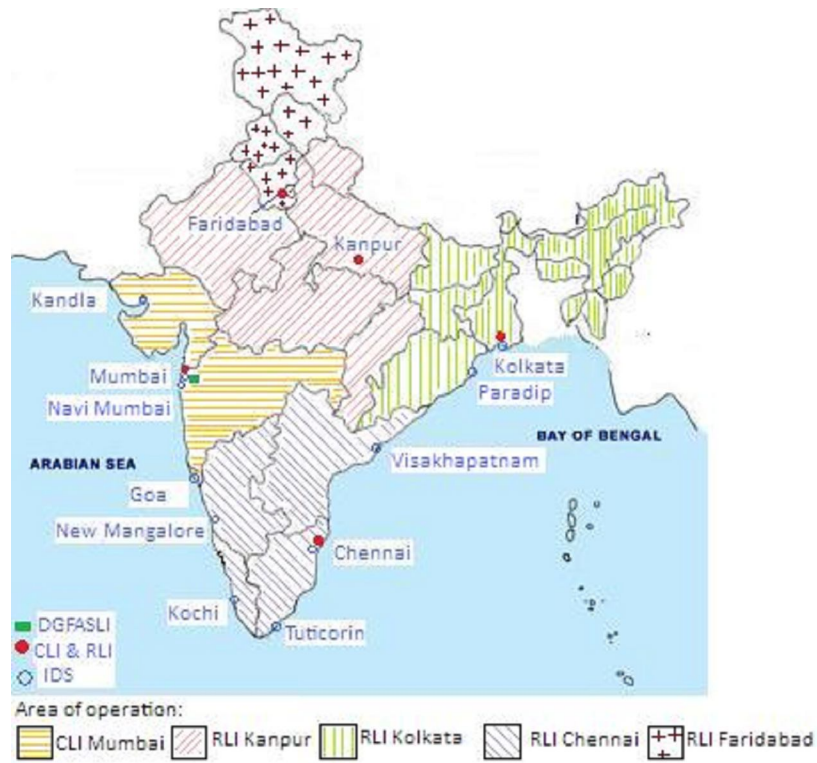 Faridabad
Kanpur
Kandla
Mumbai
Navi Mumbai
Kolkata
Paradip
BAY OF BENGAL
Visakhapatnam
ARABIAN SEA
Goa
New Mangalore
Chennai
Kochi
Tuticorin
DGFASLI
CLI & RLI
IDS
Area of operation:
CLI Mumbai RLI Kanpur RLI Kolkata RLI Chennai RLI Faridabad